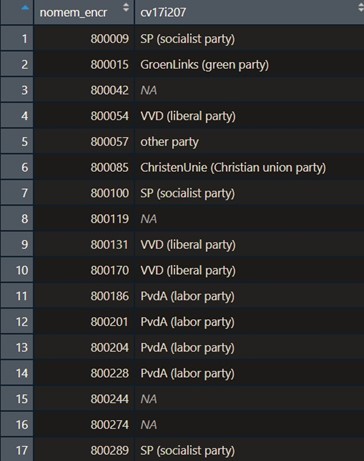 nomem_encr cv17i207
1 800009 SP (socialist party)
2 800015 GroenLinks (green party)
3 800042 NA
4 800054 VVD (liberal party)
5 800057 other party
6 800085 ChristenUnie (Christian union party)
7 800100 SP (socialist party)
8 800119 NA
9 800131 VVD (liberal party)
10 800170 VVD (liberal party)
11 800186 PvdA (labor party)
12 800201 PvdA (labor party)
13 800204 PvdA (labor party)
14 800228 PvdA (labor party)
15 800244 NA
16 800274 NA
17 800289 SP (socialist party)